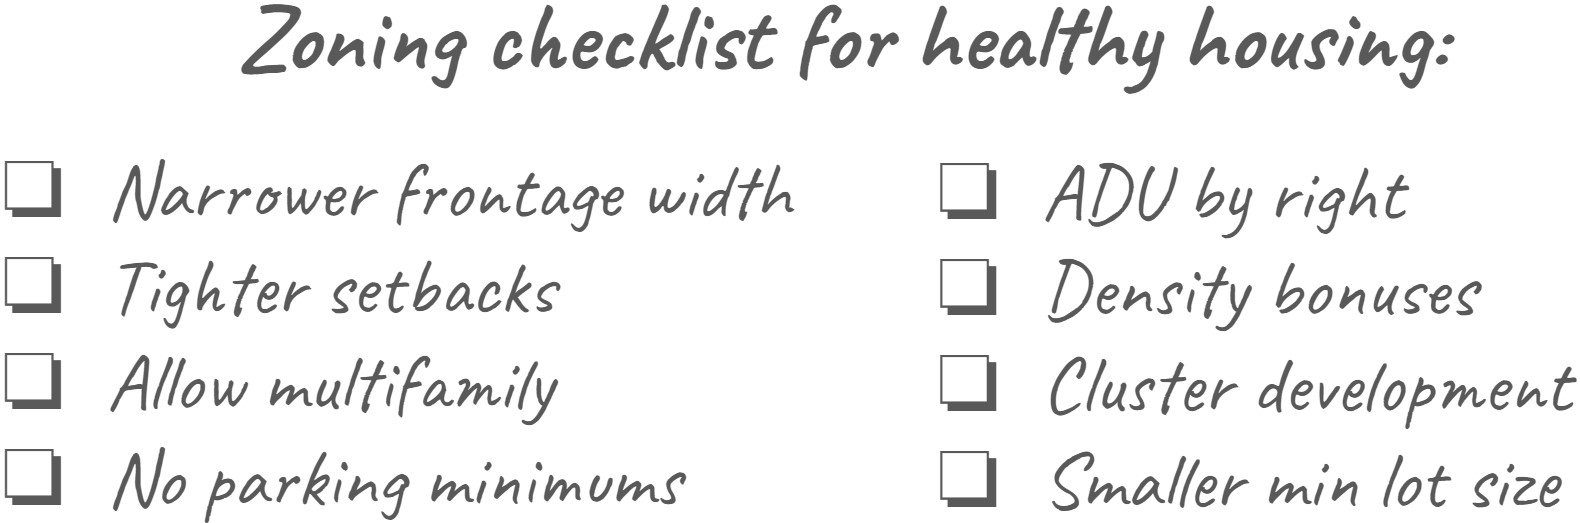 Zoning checklist for healthy housing:
❏ Narrower frontage width
❏ Tighter setbacks
❏ Allow multifamily
❏ No parking minimums
❏ ADU by right
❏ Density bonuses
❏ Cluster development
❏ Smaller min lot size